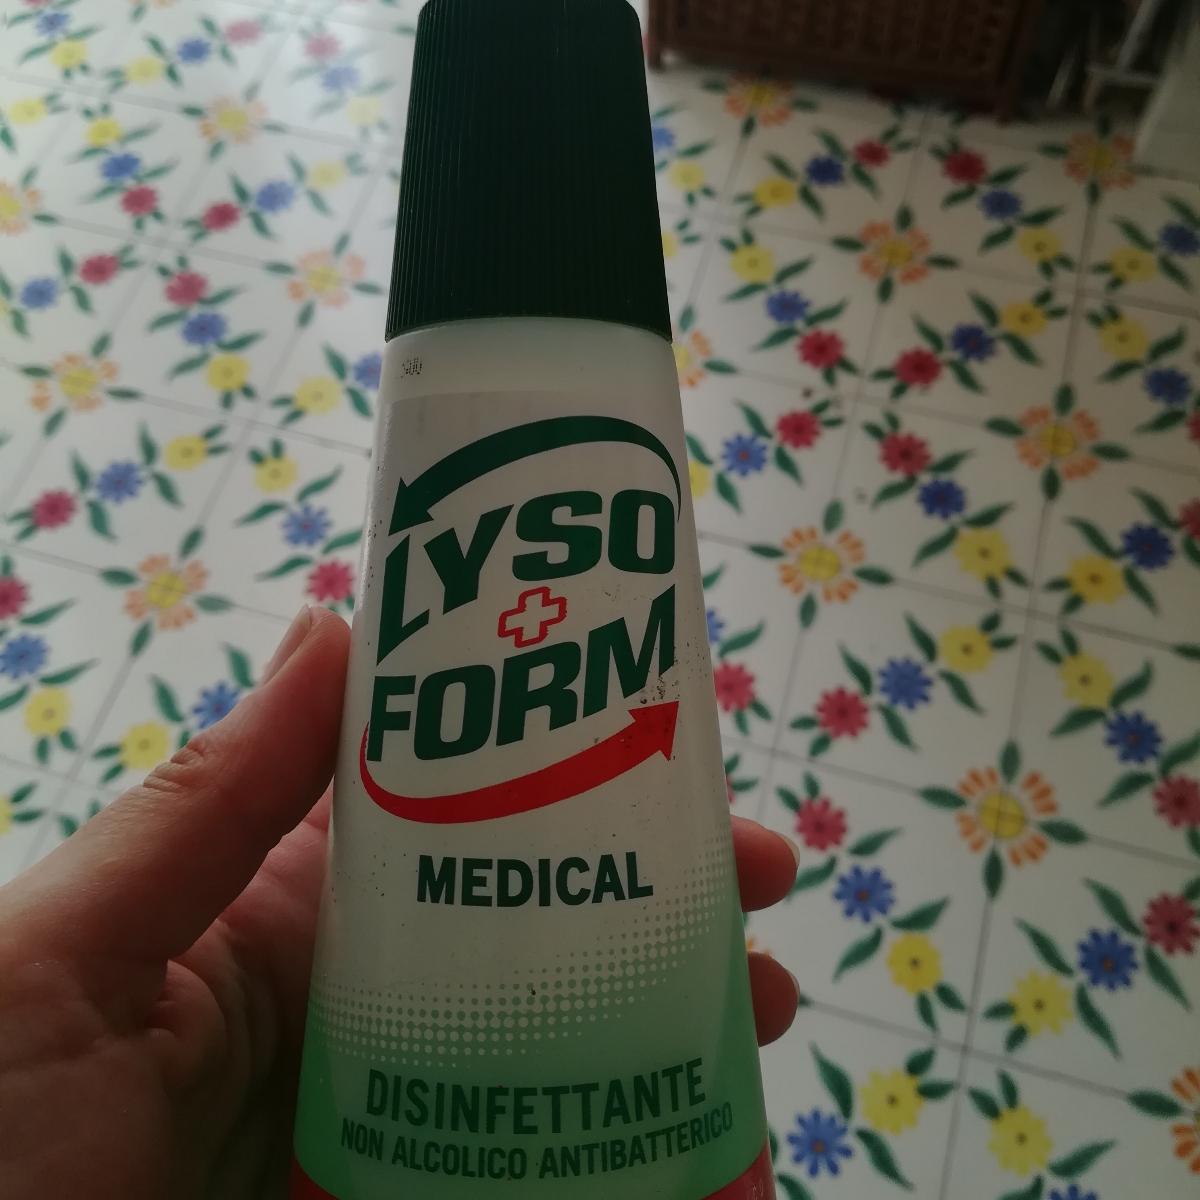 LYSO
FORM
MEDICAL
DISINFETTANTE
NON ALCOLICO ANTIBATTERICO